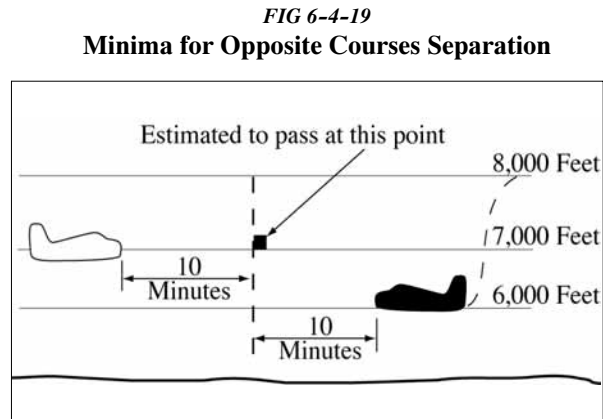 FIG 6-4-19
Minima for Opposite Courses Separation
Estimated to pass at this point
8,000 Feet
7,000 Feet
10
Minutes
6,000 Feet
10
Minutes